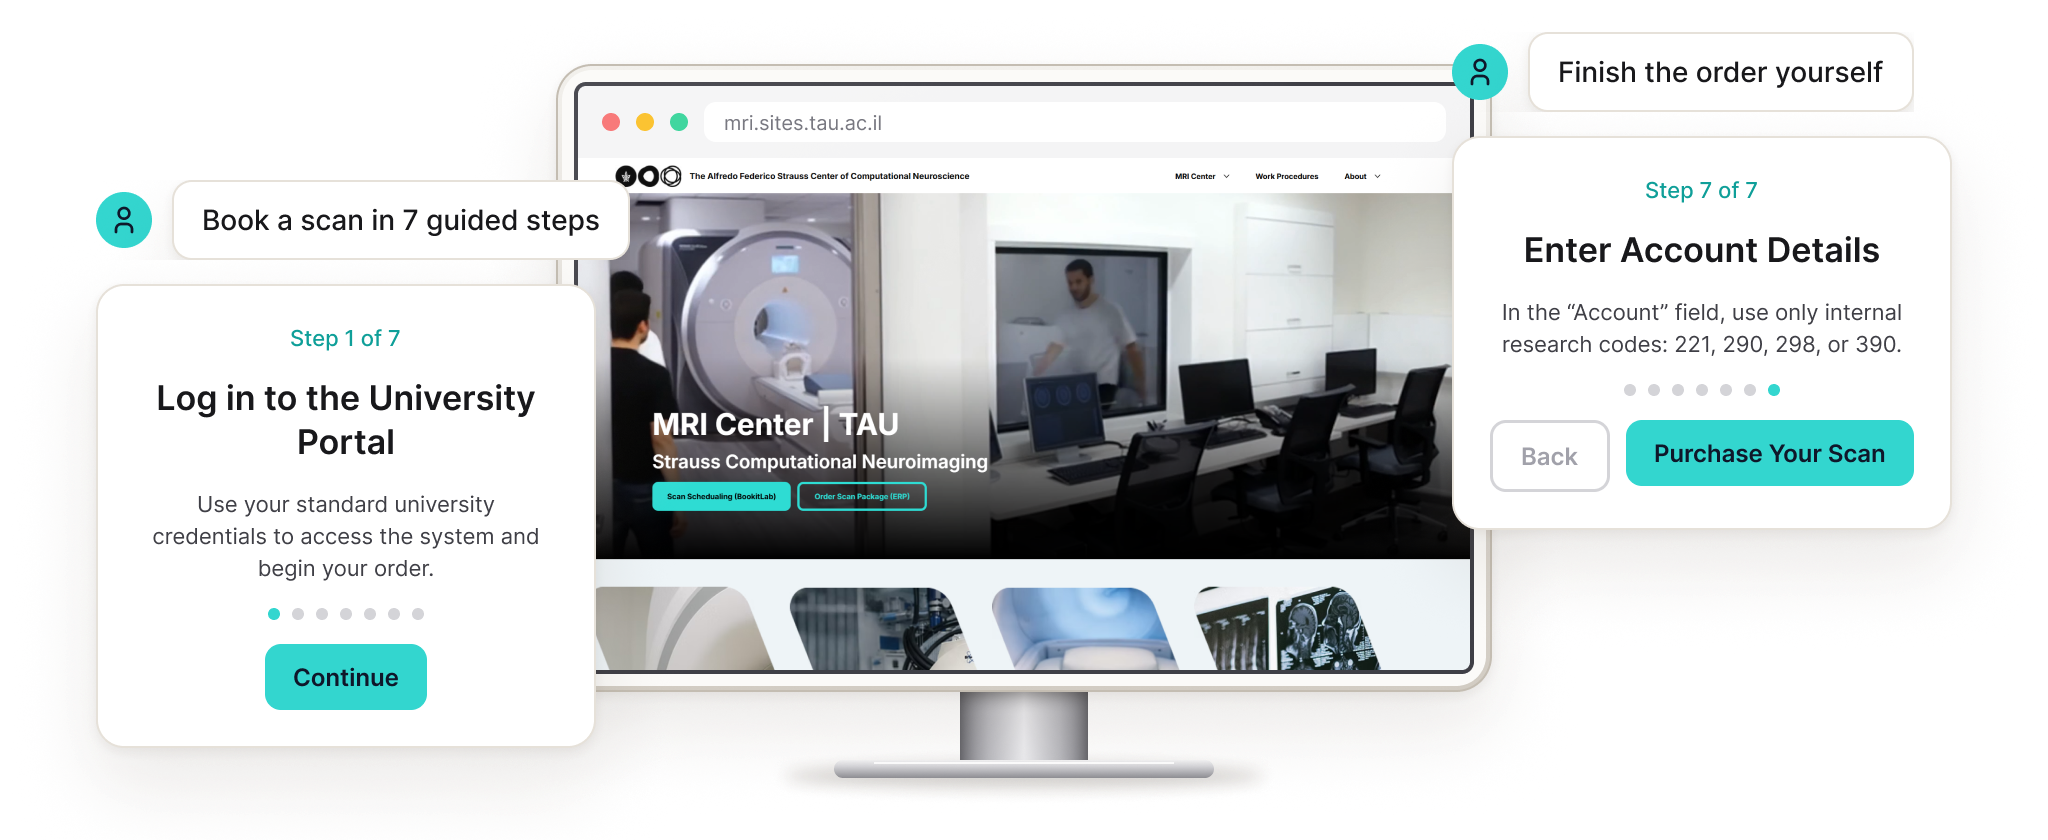 Finish the order yourself
mri.sites.tau.ac.il
The Alfredo Federico Strauss Center of Computational Neuroscience
MRI Center
Work Procedures
About
Book a scan in 7 guided steps
Step 1 of 7
Log in to the University
Portal
Use your standard university
credentials to access the system and
begin your order.
Continue
MRI Center | TAU
Strauss Computational Neuroimaging
Scan Schedualing (BookitLab)
Order Scan Package (ERP)
Step 7 of 7
Enter Account Details
In the “Account” field, use only internal
research codes: 221, 290, 298, or 390.
Back
Purchase Your Scan